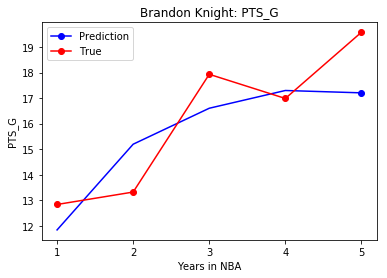 Brandon Knight: PTS_G
Prediction
True
PTS_G
19
18
17
16
15
14
13
12
1 2 3 4 5
Years in NBA